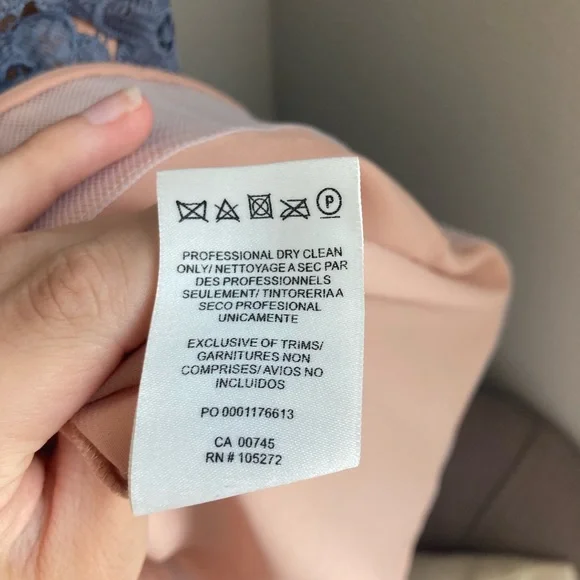 P
PROFESSIONAL DRY CLEAN
ONLY/ NETTOYAGE A SEC PAR
DES PROFESSIONNELS
SEULEMENT/ TINTORERIA A
SECO PROFESIONAL
UNICAMENTE
EXCLUSIVE OF TRIMS/
GARNITURES NON
COMPRISES/ AVIOS NO
INCLUIDOS
PO 0001176613
CA 00745
RN # 105272